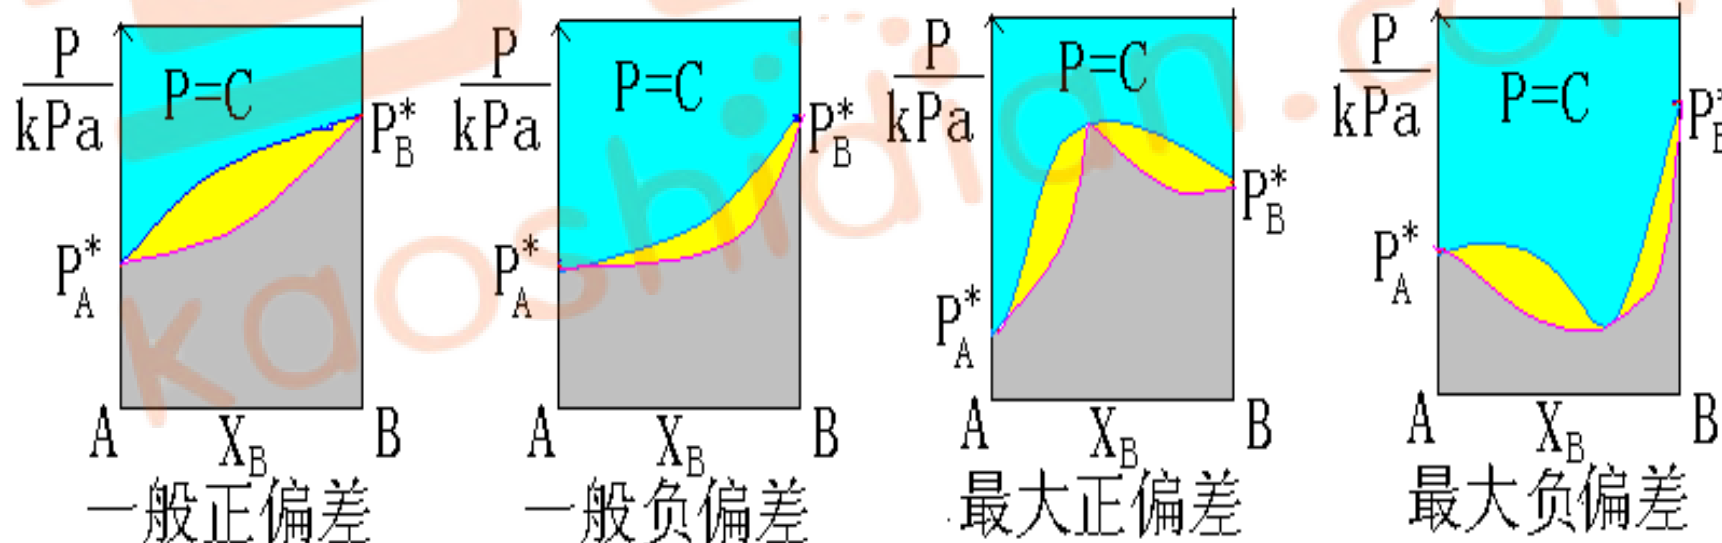 P/kPa P=C P*B P*A A XB B
一般正偏差
P/kPa P=C P*B P*A A XB B
一般负偏差
P/kPa P=C P*B P*A A XB B
最大正偏差
P/kPa P=C P*B P*A A XB B
最大负偏差
kaoshidian.com